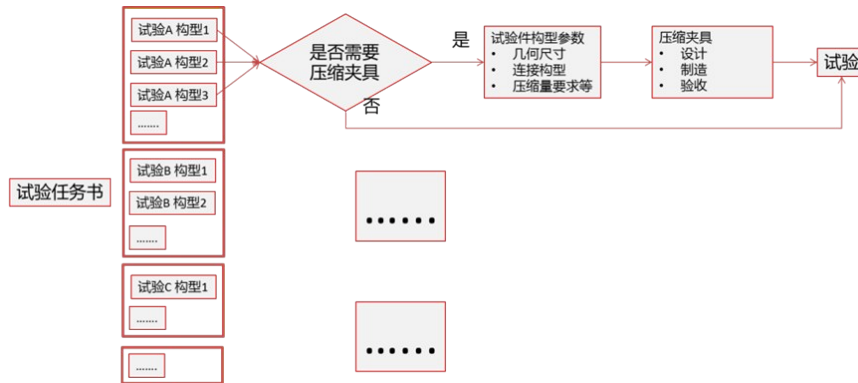 试验任务书
试验A 构型1
试验A 构型2
试验A 构型3
.......
试验B 构型1
试验B 构型2
.......
试验C 构型1
.......
.......
是否需要
压缩夹具
是
否
试验件构型参数
• 几何尺寸
• 连接构型
• 压缩量要求等
压缩夹具
• 设计
• 制造
• 验收
试验
......
......